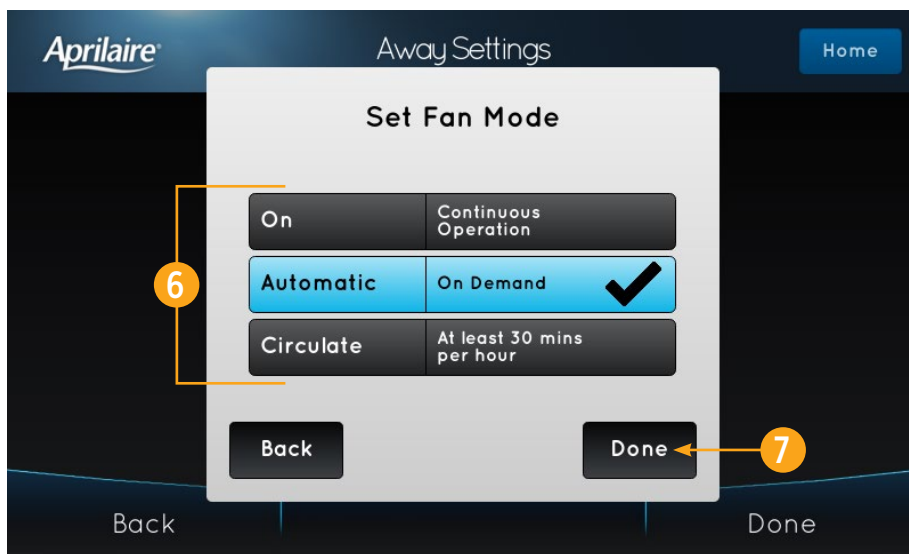 Aprilaire®
Away Settings
Home
Set Fan Mode
6
On
Continuous
Operation
Automatic
On Demand
Circulate
At least 30 mins
per hour
Back
Done
7
Back
Done